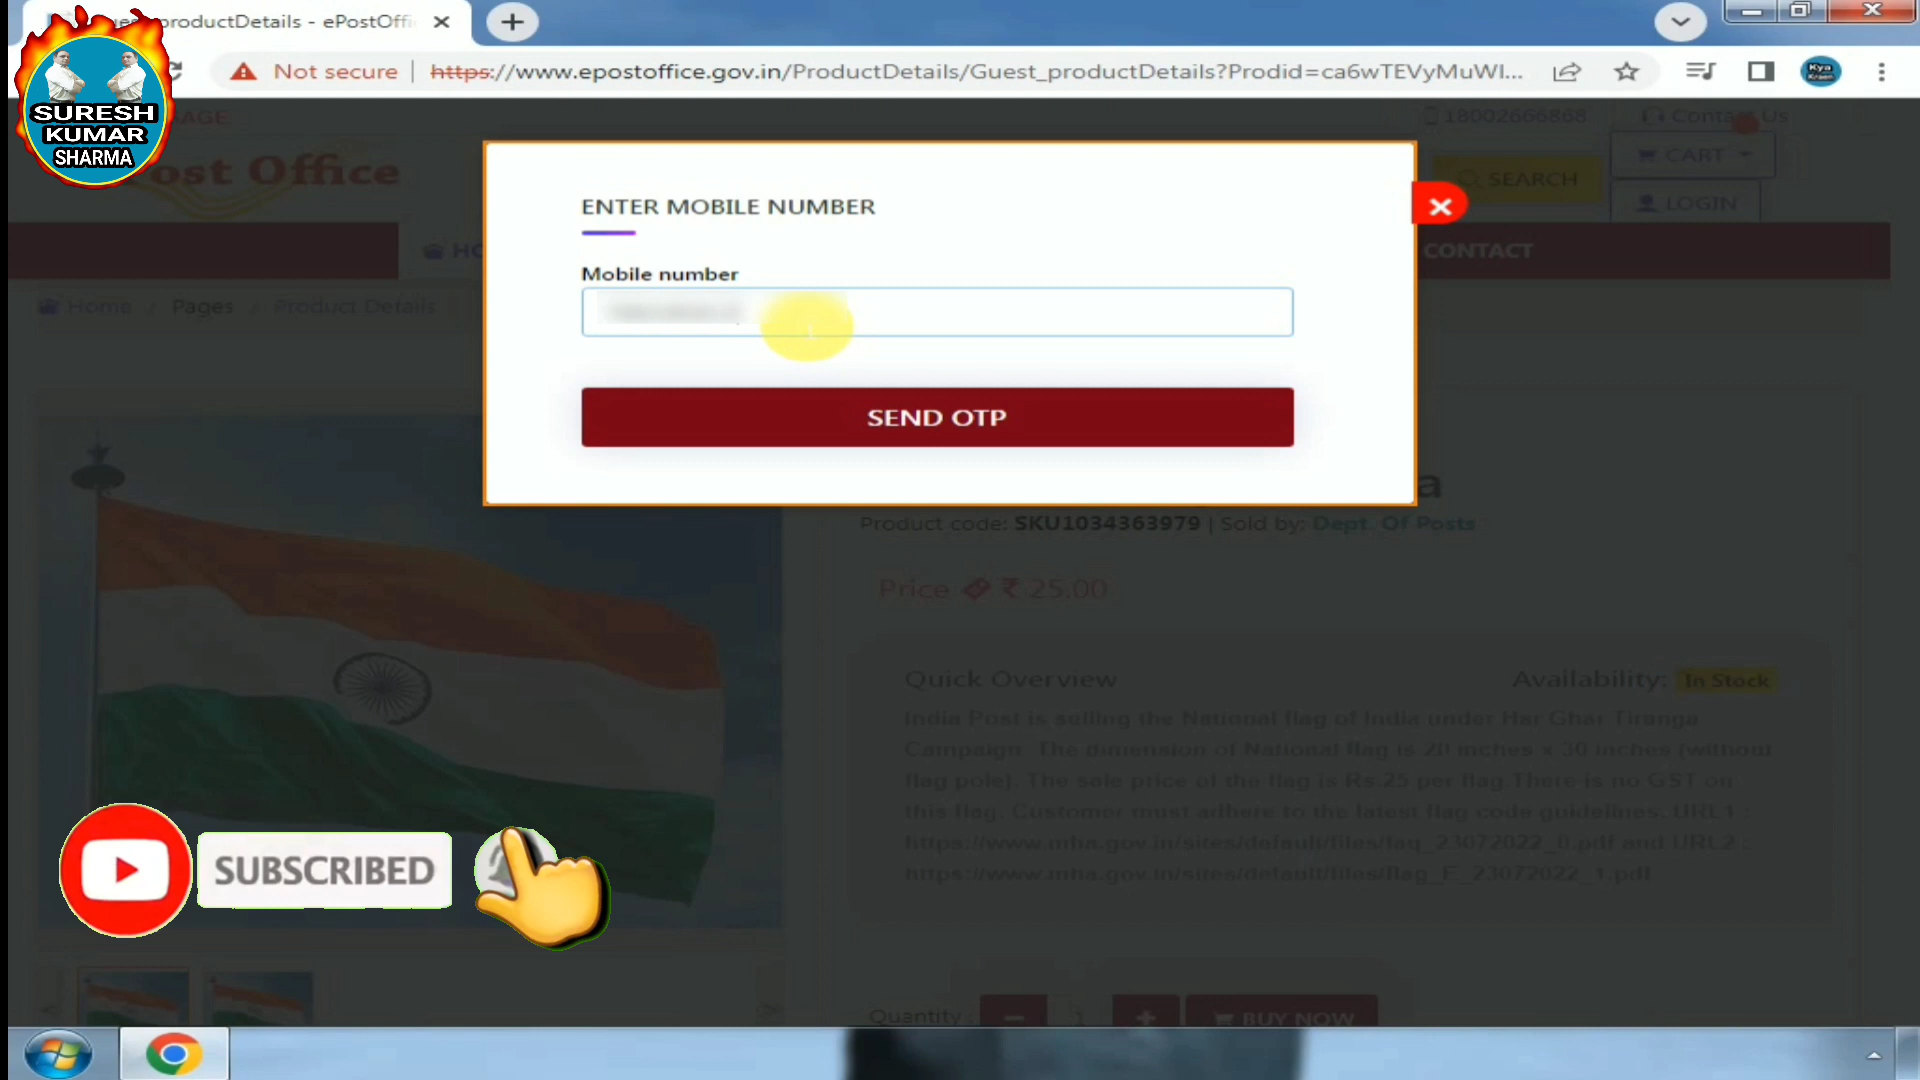 productDetails - ePostOffi
Not secure
https://www.epostoffice.gov.in/ProductDetails/Guest_productDetails?Prodid=ca6wTEVyMuWI...
Kya
SURESH
KUMAR
SHARMA
18002666868
Contact Us
Post Office
SEARCH
CART
LOGIN
CONTACT
Home / Pages / Product Details
ENTER MOBILE NUMBER
Mobile number
SEND OTP
a
Product code: SKU1034363979 | Sold by: Dept. Of Posts
Price ₹ 25.00
Quick Overview
Availability: In Stock
India Post is selling the National flag of India under Har Ghar Tiranga
Campaign. The dimension of National flag is 20 inches x 30 inches (without
flag pole). The sale price of the flag is Rs.25 per flag There is no GST on
this flag. Customer must adhere to the latest flag code guidelines. URL1 :
https://www.mha.gov.in/sites/default/files/faq_23072022_0.pdf and URL2 :
https://www.mha.gov.in/sites/default/files/flag_E_23072022_1.pdf
SUBSCRIBED
Quantity
BUY NOW